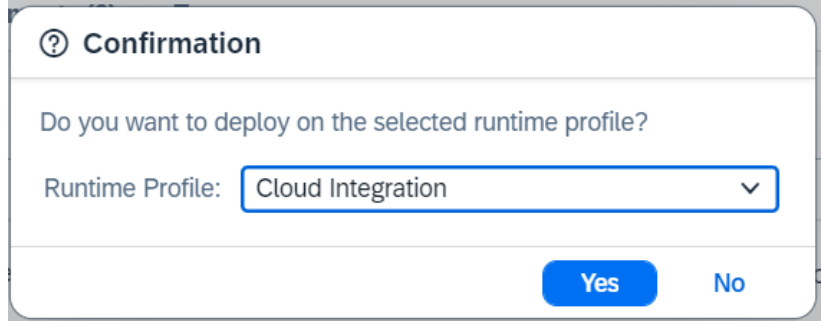 Confirmation
Do you want to deploy on the selected runtime profile?
Runtime Profile: Cloud Integration
Yes No